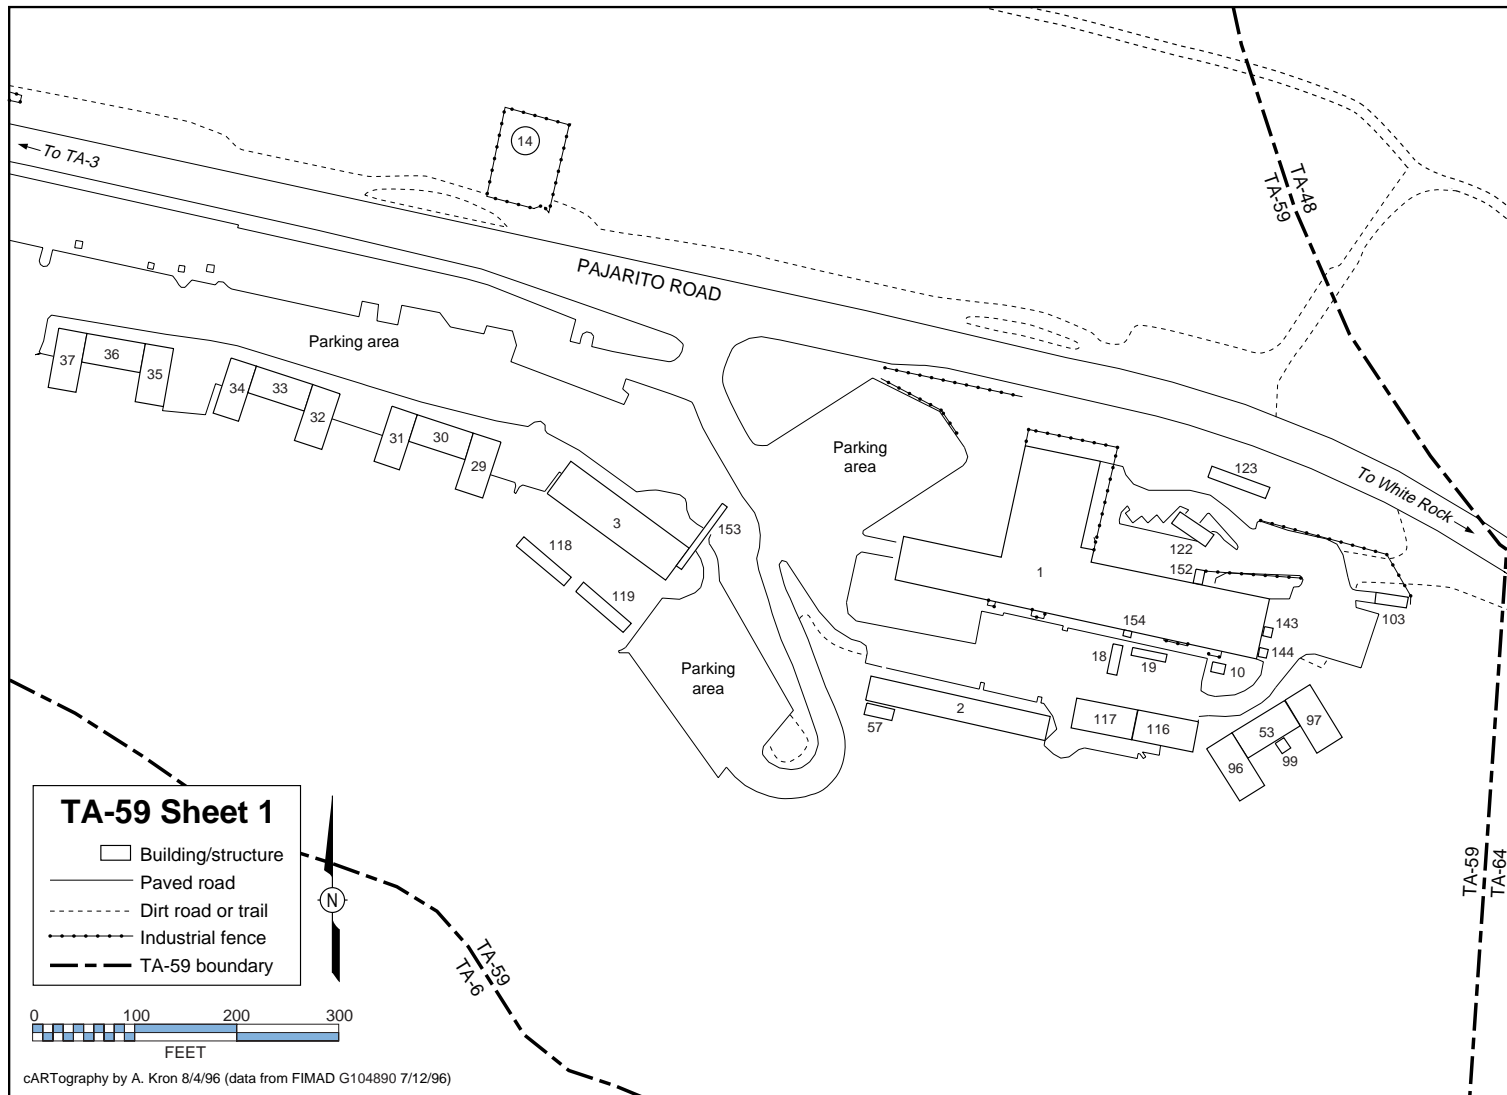 14
To TA-3
TA-48
TA-59
PAJARITO ROAD
Parking area
37
36
35
34
33
32
31
30
29
Parking
area
123
To White Rock
3
153
118
119
122
1
152
154
103
143
144
18
19
10
Parking
area
57
2
117
116
53
97
96
99
TA-59 Sheet 1
Building/structure
Paved road
Dirt road or trail
Industrial fence
TA-59 boundary
N
TA-59
TA-6
TA-59
TA-64
0 100 200 300
FEET
cARTography by A. Kron 8/4/96 (data from FIMAD G104890 7/12/96)